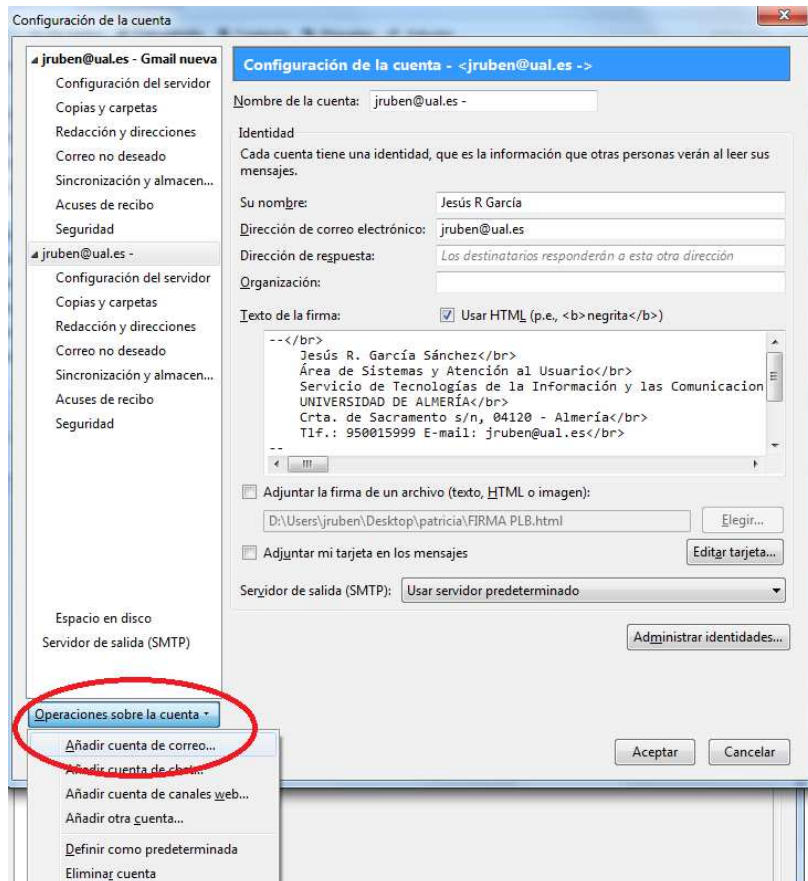 Configuración de la cuenta
jruben@ual.es - Gmail nueva
Configuración del servidor
Copias y carpetas
Redacción y direcciones
Correo no deseado
Sincronización y almacen...
Acuses de recibo
Seguridad
jruben@ual.es -
Configuración del servidor
Copias y carpetas
Redacción y direcciones
Correo no deseado
Sincronización y almacen...
Acuses de recibo
Seguridad
Espacio en disco
Servidor de salida (SMTP)
Operaciones sobre la cuenta
Añadir cuenta de correo...
Añadir cuenta de chat...
Añadir cuenta de canales web...
Añadir otra cuenta...
Definir como predeterminada
Eliminar cuenta
Configuración de la cuenta - <jruben@ual.es ->
Nombre de la cuenta: jruben@ual.es -
Identidad
Cada cuenta tiene una identidad, que es la información que otras personas verán al leer sus
mensajes.
Su nombre: Jesús R García
Dirección de correo electrónico: jruben@ual.es
Dirección de respuesta: Los destinatarios responderán a esta otra dirección
Organización:
Texto de la firma: Usar HTML (p.e., <b>negrita</b>)
--</br>
Jesús R. García Sánchez</br>
Área de Sistemas y Atención al Usuario</br>
Servicio de Tecnologías de la Información y las Comunicacion
UNIVERSIDAD DE ALMERÍA</br>
Crta. de Sacramento s/n, 04120 - Almería</br>
Tlf.: 950015999 E-mail: jruben@ual.es</br>
--
Adjuntar la firma de un archivo (texto, HTML o imagen):
D:\Users\jruben\Desktop\patricia\FIRMA PLB.html Elegir...
Adjuntar mi tarjeta en los mensajes Editar tarjeta...
Servidor de salida (SMTP): Usar servidor predeterminado
Administrar identidades...
Aceptar Cancelar